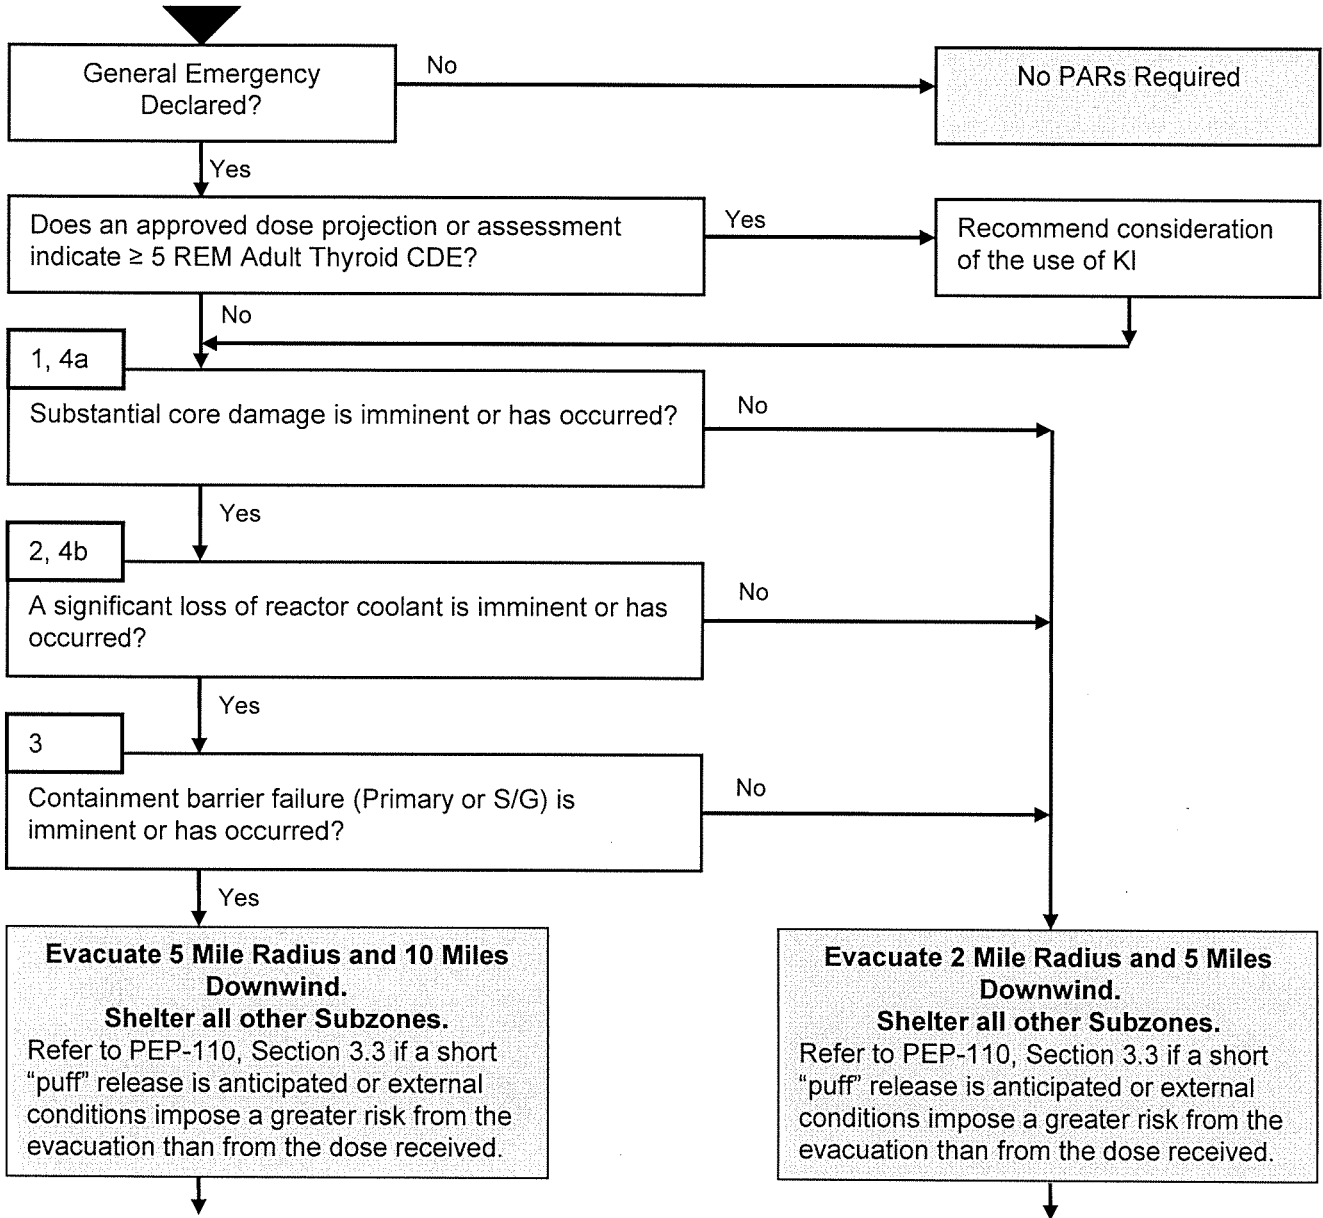 General Emergency
Declared?
No
No PARs Required
Yes
Does an approved dose projection or assessment
indicate ≥ 5 REM Adult Thyroid CDE?
Yes
Recommend consideration
of the use of KI
No
1, 4a
Substantial core damage is imminent or has occurred?
No
Yes
2, 4b
A significant loss of reactor coolant is imminent or has
occurred?
No
Yes
3
Containment barrier failure (Primary or S/G) is
imminent or has occurred?
No
Yes
Evacuate 5 Mile Radius and 10 Miles
Downwind.
Shelter all other Subzones.
Refer to PEP-110, Section 3.3 if a short
“puff” release is anticipated or external
conditions impose a greater risk from the
evacuation than from the dose received.
Evacuate 2 Mile Radius and 5 Miles
Downwind.
Shelter all other Subzones.
Refer to PEP-110, Section 3.3 if a short
“puff” release is anticipated or external
conditions impose a greater risk from the
evacuation than from the dose received.